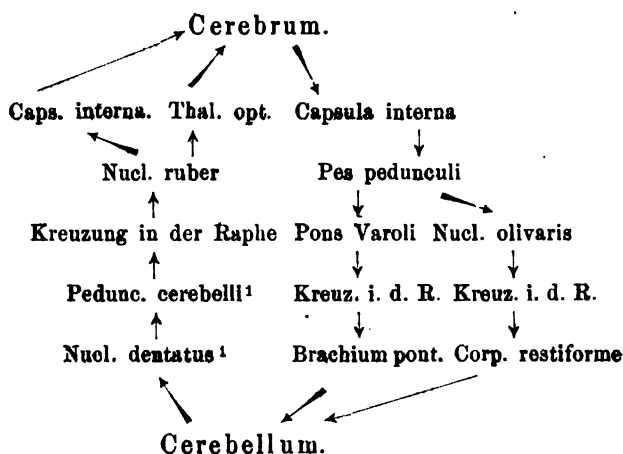 Cerebrum.
Caps. interna. Thal. opt. Capsula interna
Nucl. ruber Pes pedunculi
Kreuzung in der Raphe Pons Varoli Nucl. olivaris
Pedunc. cerebelli¹ Kreuz. i. d. R. Kreuz. i. d. R.
Nucl. dentatus¹ Brachium pont. Corp. restiforme
Cerebellum.